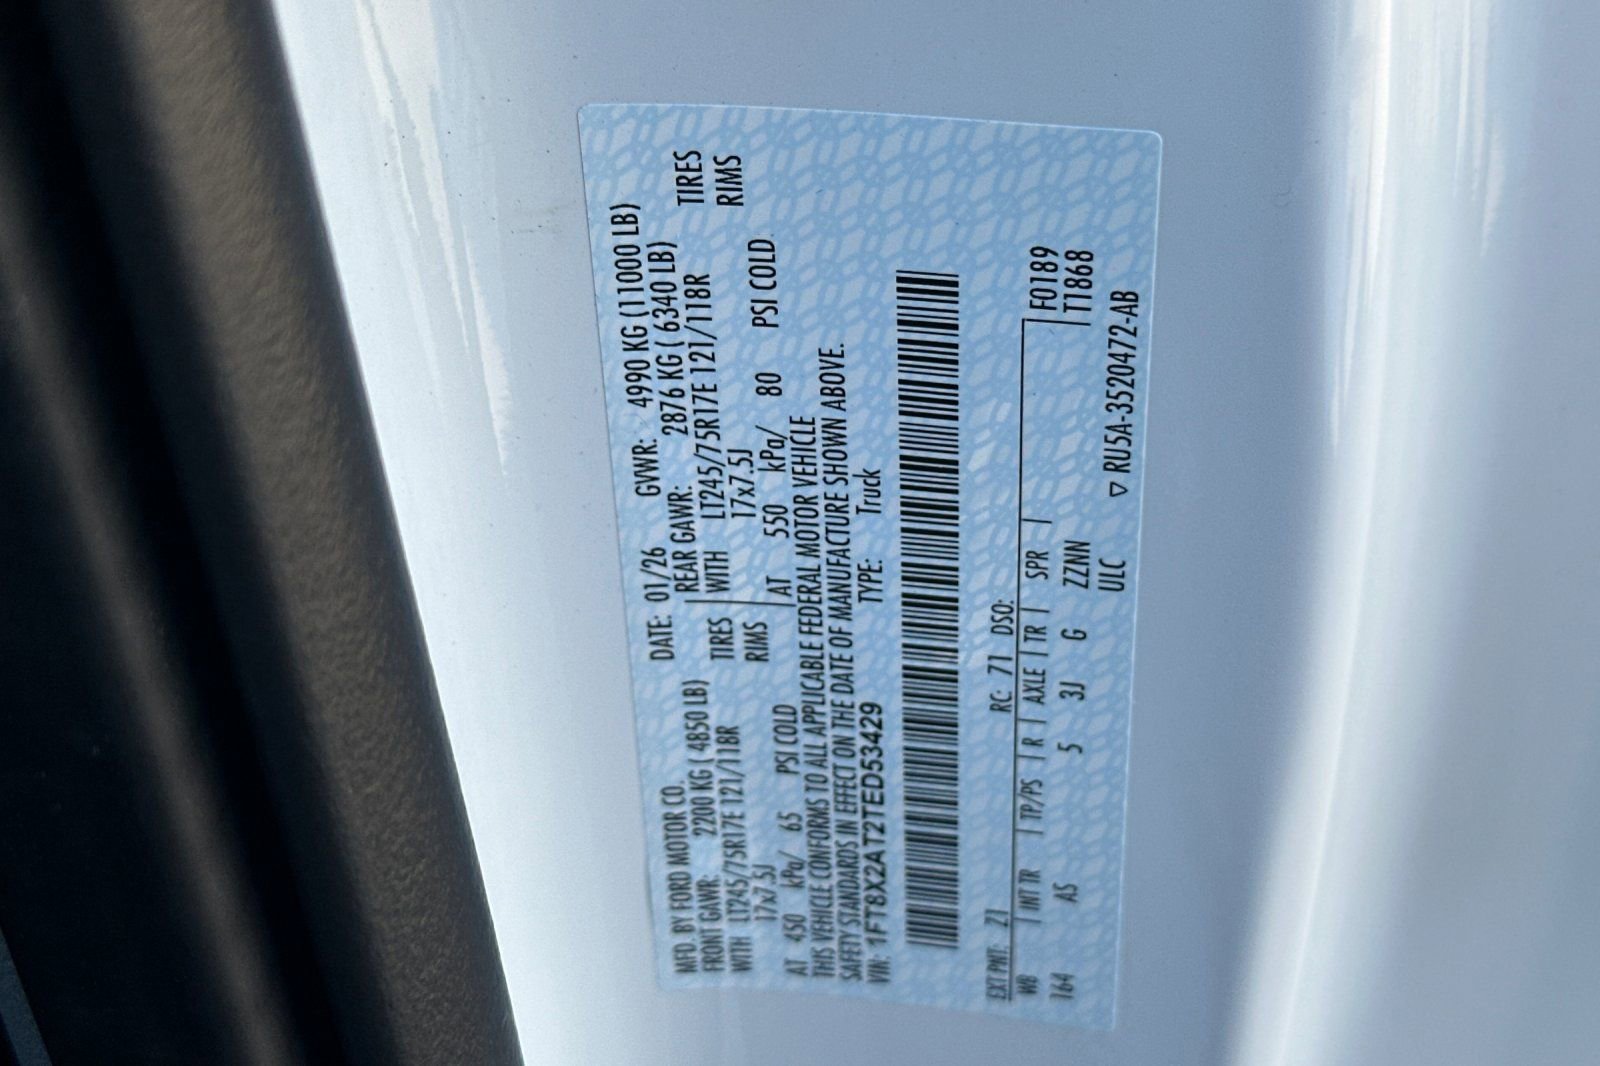 MFD. BY FORD MOTOR CO. DATE: 01/26 GVWR: 4990 KG (11000 LB)
FRONT GAWR: 2200 KG ( 4850 LB) REAR GAWR: 2876 KG ( 6340 LB)
WITH LT245/75R17E 121/118R TIRES WITH LT245/75R17E 121/118R TIRES
17x7.5J RIMS 17x7.5J RIMS
AT 450 kPa/ 65 PSI COLD AT 550 kPa/ 80 PSI COLD
THIS VEHICLE CONFORMS TO ALL APPLICABLE FEDERAL MOTOR VEHICLE
SAFETY STANDARDS IN EFFECT ON THE DATE OF MANUFACTURE SHOWN ABOVE.
VIN: 1FT8X2AT2TED53429 TYPE: Truck
EXT PNT: Z1 RC: 71 DSO:
WB INT TR TP/PS R AXLE TR SPR F0189
164 AS 5 3J G ZZNN T1868
ULC ▽ RU5A-3520472-AB